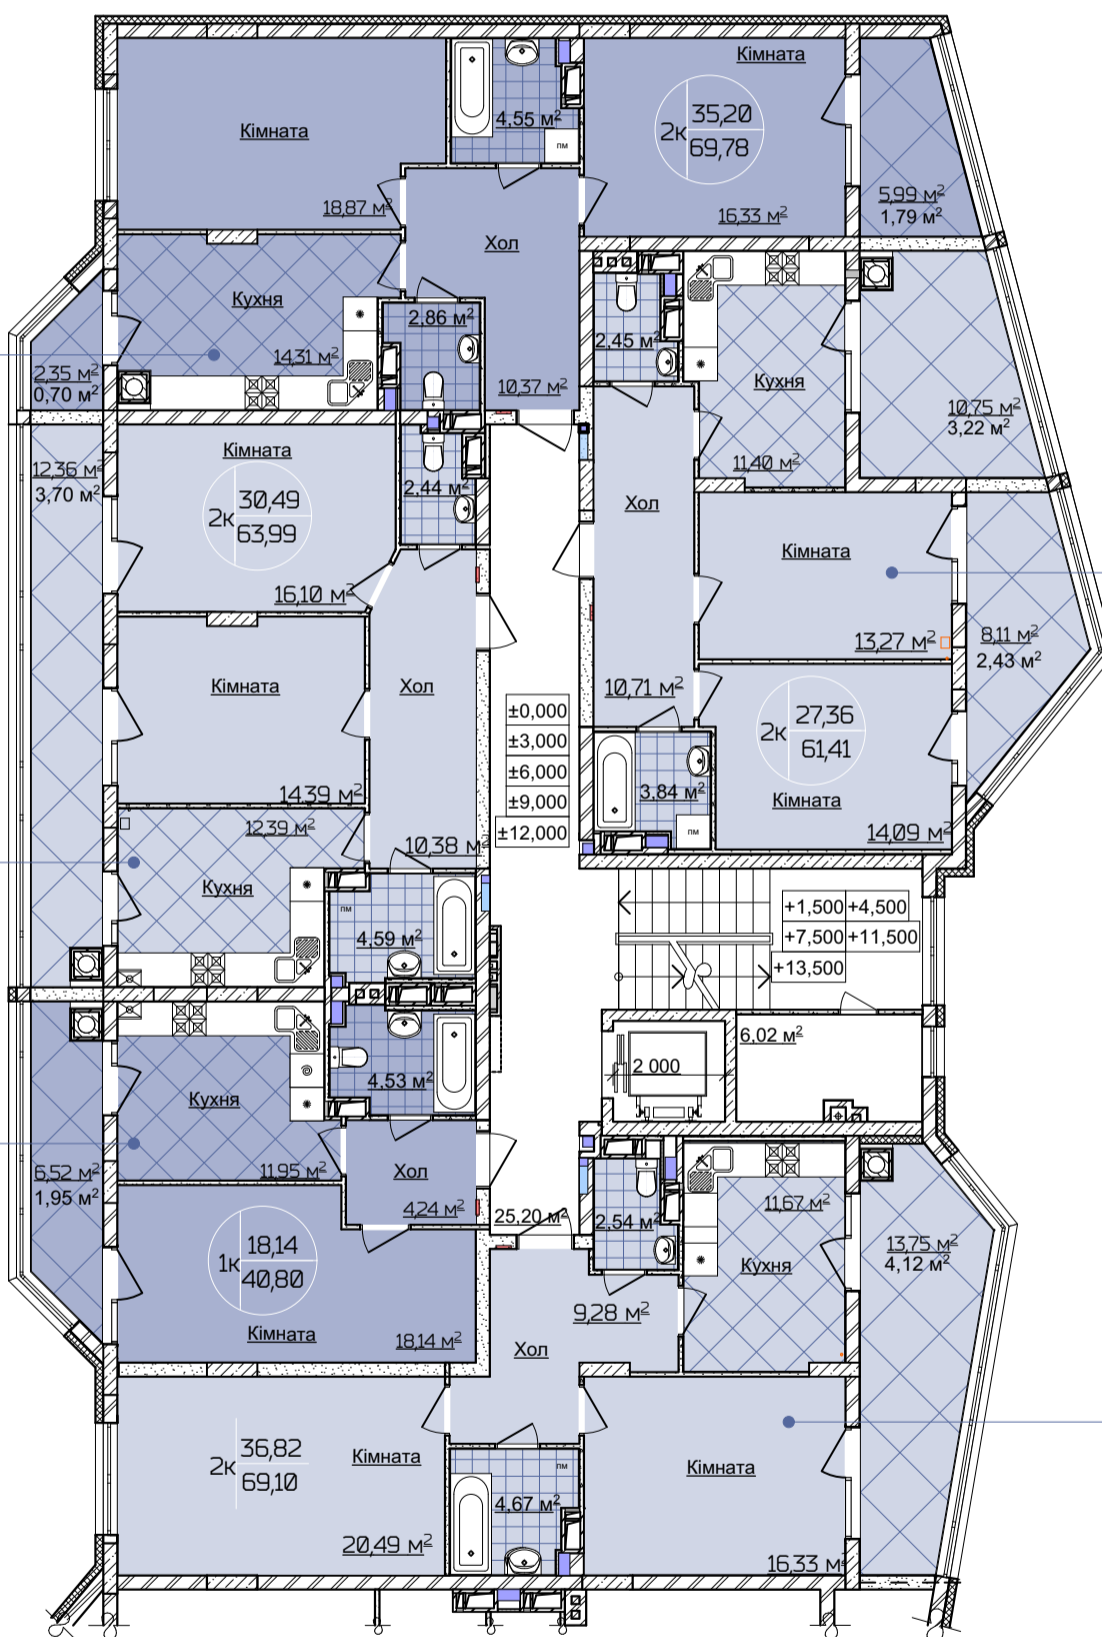 Кімната
18,87 м²
4,55 м²
пм
Кімната
2к
35,20
69,78
16,33 м²
5,99 м²
1,79 м²
Хол
10,37 м²
Кухня
14,31 м²
2,86 м²
2,35 м²
0,70 м²
2,45 м²
Кухня
11,40 м²
10,75 м²
3,22 м²
12,36 м²
3,70 м²
Кімната
2к
30,49
63,99
16,10 м²
2,44 м²
Хол
10,71 м²
Кімната
13,27 м²
8,11 м²
2,43 м²
Кімната
14,39 м²
Хол
10,38 м²
±0,000
±3,000
±6,000
±9,000
±12,000
2к
27,36
61,41
Кімната
14,09 м²
3,84 м²
пм
12,39 м²
Кухня
пм
4,59 м²
+1,500 +4,500
+7,500 +11,500
+13,500
6,02 м²
2 000
4,53 м²
Кухня
11,95 м²
6,52 м²
1,95 м²
Хол
4,24 м²
25,20 м²
2,54 м²
11,67 м²
Кухня
13,75 м²
4,12 м²
1к
18,14
40,80
Кімната
18,14 м²
9,28 м²
Хол
2к
36,82
69,10
Кімната
20,49 м²
пм
4,67 м²
Кімната
16,33 м²